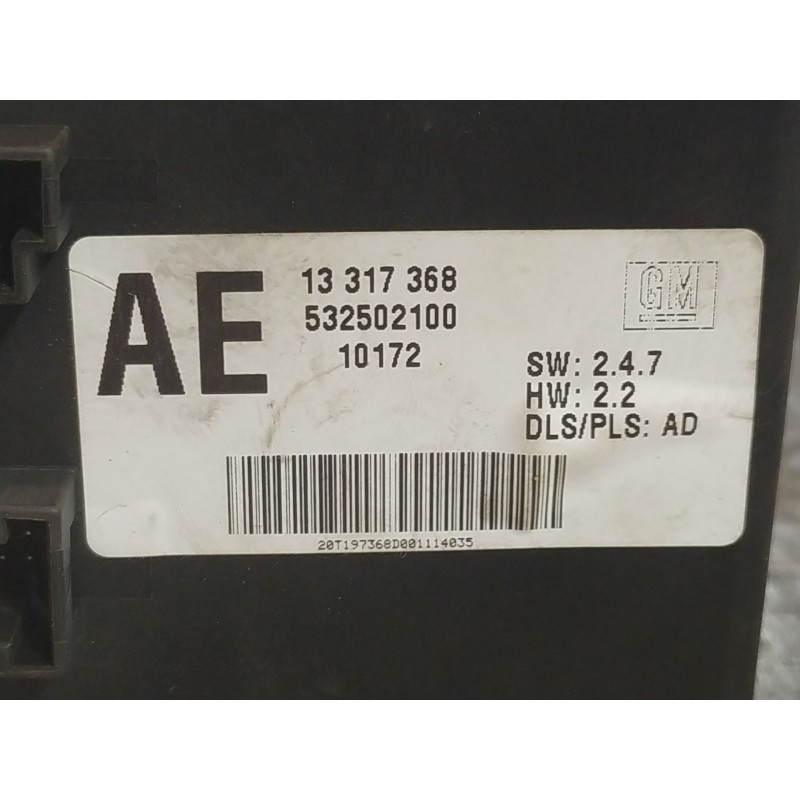 AE
13 317 368
532502100
10172
GM
SW: 2.4.7
HW: 2.2
DLS/PLS: AD
20T197368D001114035